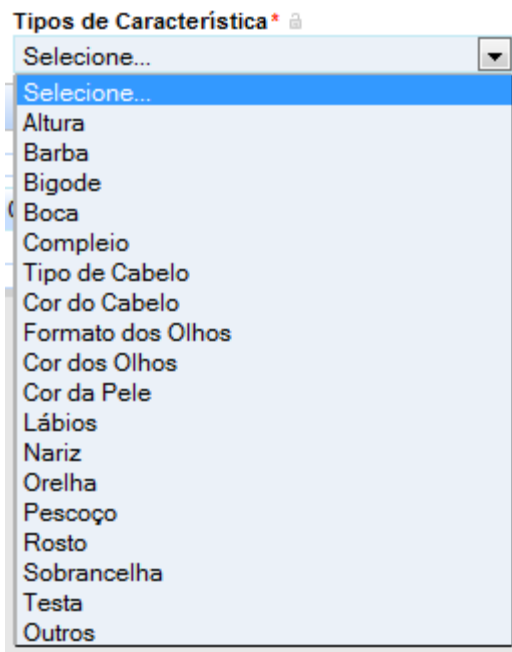 Tipos de Característica*
Selecione...
Selecione...
Altura
Barba
Bigode
Boca
Compleio
Tipo de Cabelo
Cor do Cabelo
Formato dos Olhos
Cor dos Olhos
Cor da Pele
Lábios
Nariz
Orelha
Pescoço
Rosto
Sobrancelha
Testa
Outros